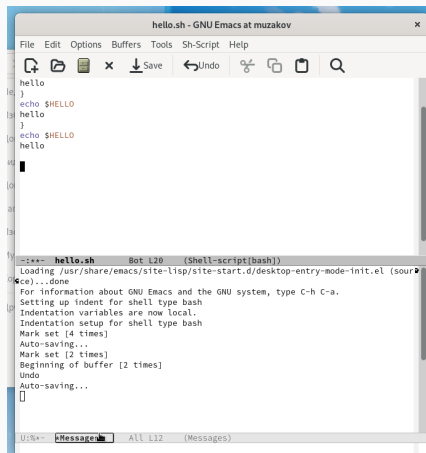 hello.sh - GNU Emacs at muzakov
File Edit Options Buffers Tools Sh-Script Help
Save Undo
hello
}
echo $HELLO
hello
}
echo $HELLO
hello
-:**- hello.sh Bot L20 (Shell-script[bash])
Loading /usr/share/emacs/site-lisp/site-start.d/desktop-entry-mode-init.el (sour
ce)...done
For information about GNU Emacs and the GNU system, type C-h C-a.
Setting up indent for shell type bash
Indentation variables are now local.
Indentation setup for shell type bash
Mark set [4 times]
Auto-saving...
Mark set [2 times]
Beginning of buffer [2 times]
Undo
Auto-saving...
U:%*- *Messages* All L12 (Messages)